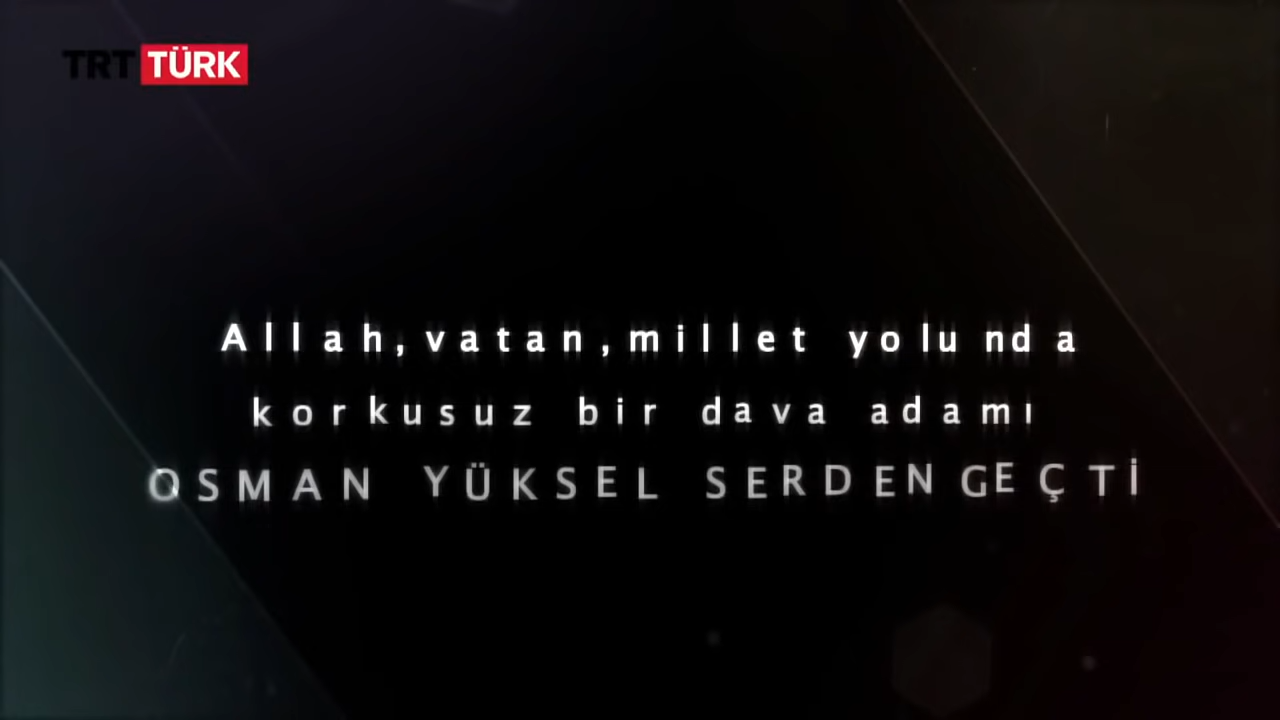 TRT TÜRK
Allah,vatan,millet yolunda
korkusuz bir dava adamı
OSMAN YÜKSEL SERDENGEÇTİ